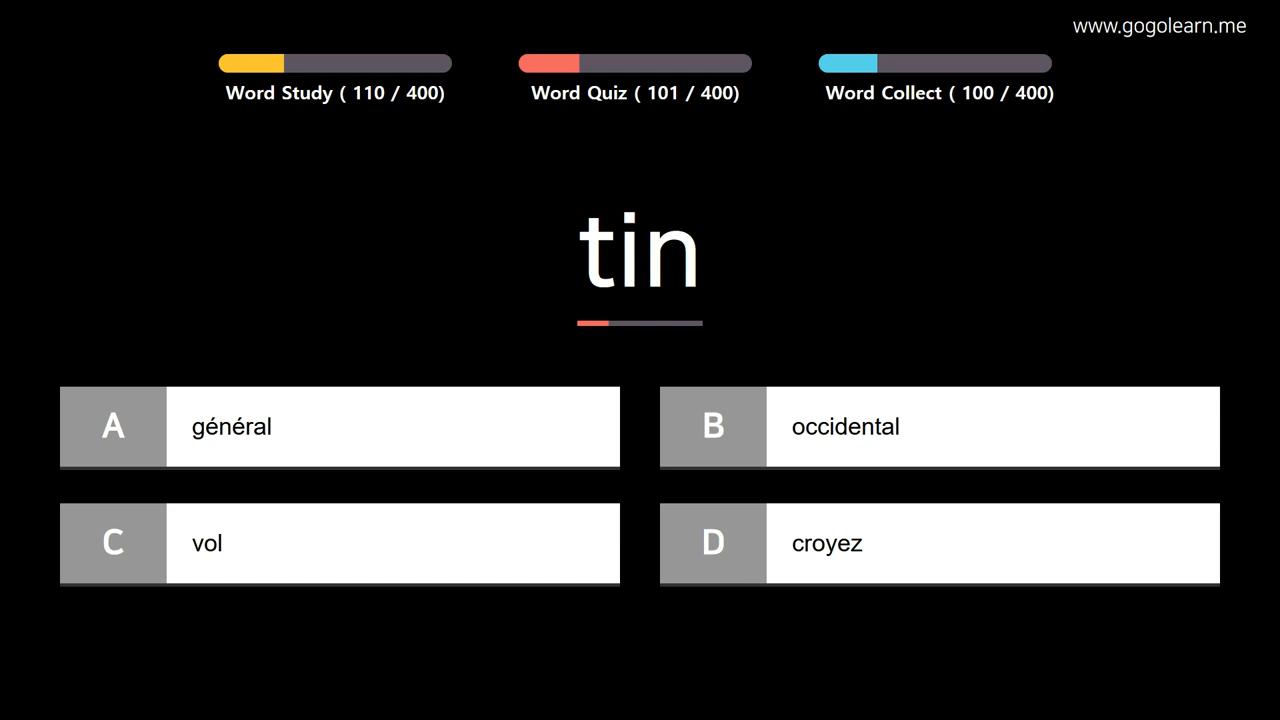 www.gogolearn.me
Word Study ( 110 / 400)
Word Quiz ( 101 / 400)
Word Collect ( 100 / 400)
tin
A
général
B
occidental
C
vol
D
croyez